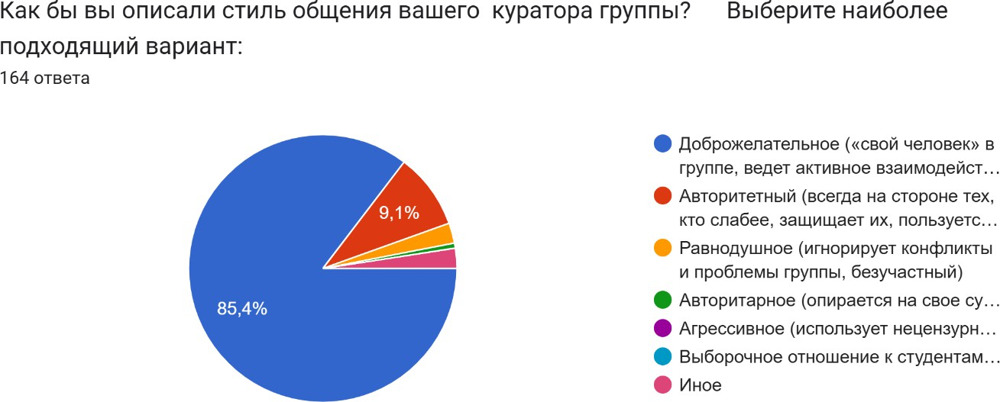 Как бы вы описали стиль общения вашего  куратора группы?      Выберите наиболее
подходящий вариант:
164 ответа
85,4%
9,1%
Доброжелательное («свой человек» в
группе, ведет активное взаимодейст…
Авторитетный (всегда на стороне тех,
кто слабее, защищает их, пользуетс…
Равнодушное (игнорирует конфликты
и проблемы группы, безучастный)
Авторитарное (опирается на свое су…
Агрессивное (использует нецензурн…
Выборочное отношение к студентам…
Иное